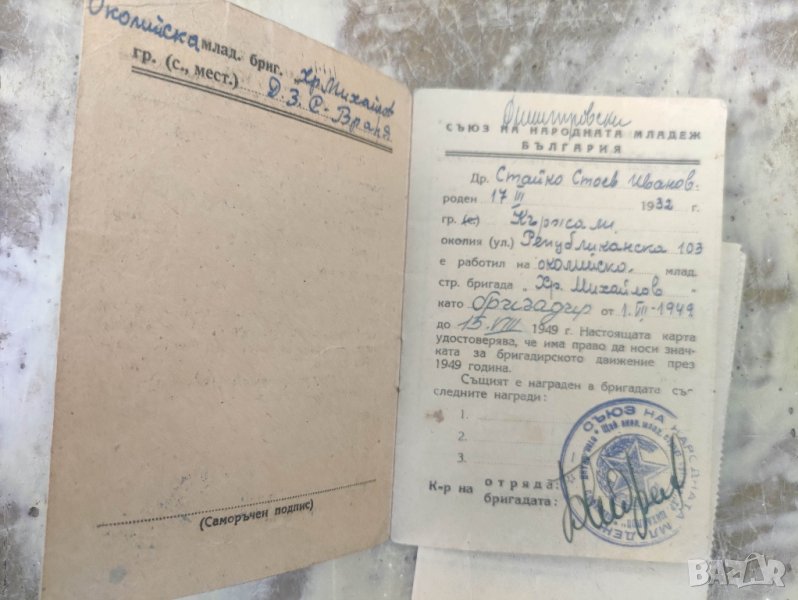 Околийска млад. бриг. "Хр. Михайлов
гр. (с., мест.) Д. З. С. - Враня
(Саморъчен подпис)
Димитровски
СЪЮЗ НА НАРОДНАТА МЛАДЕЖ
БЪЛГАРИЯ
Др. Стайко Стоев Иванов
роден 17 III 1932 г.
гр. (с.) Кърджали
околия (ул.) Републиканска 103
е работил на околийско млад.
стр. бригада „Хр. Михайлов"
като бригадир от 1. VII - 1949
до 15. VIII 1949 г. Настоящата карта
удостоверява, че има право да носи знач-
ката за бригадирското движение през
1949 година.
Същият е награден в бригадата със
следните награди:
1.
2.
3.
К-р на отряда:
бригадата:
СЪЮЗ НА НАРОДНАТА МЛАДЕЖ
BAZAR